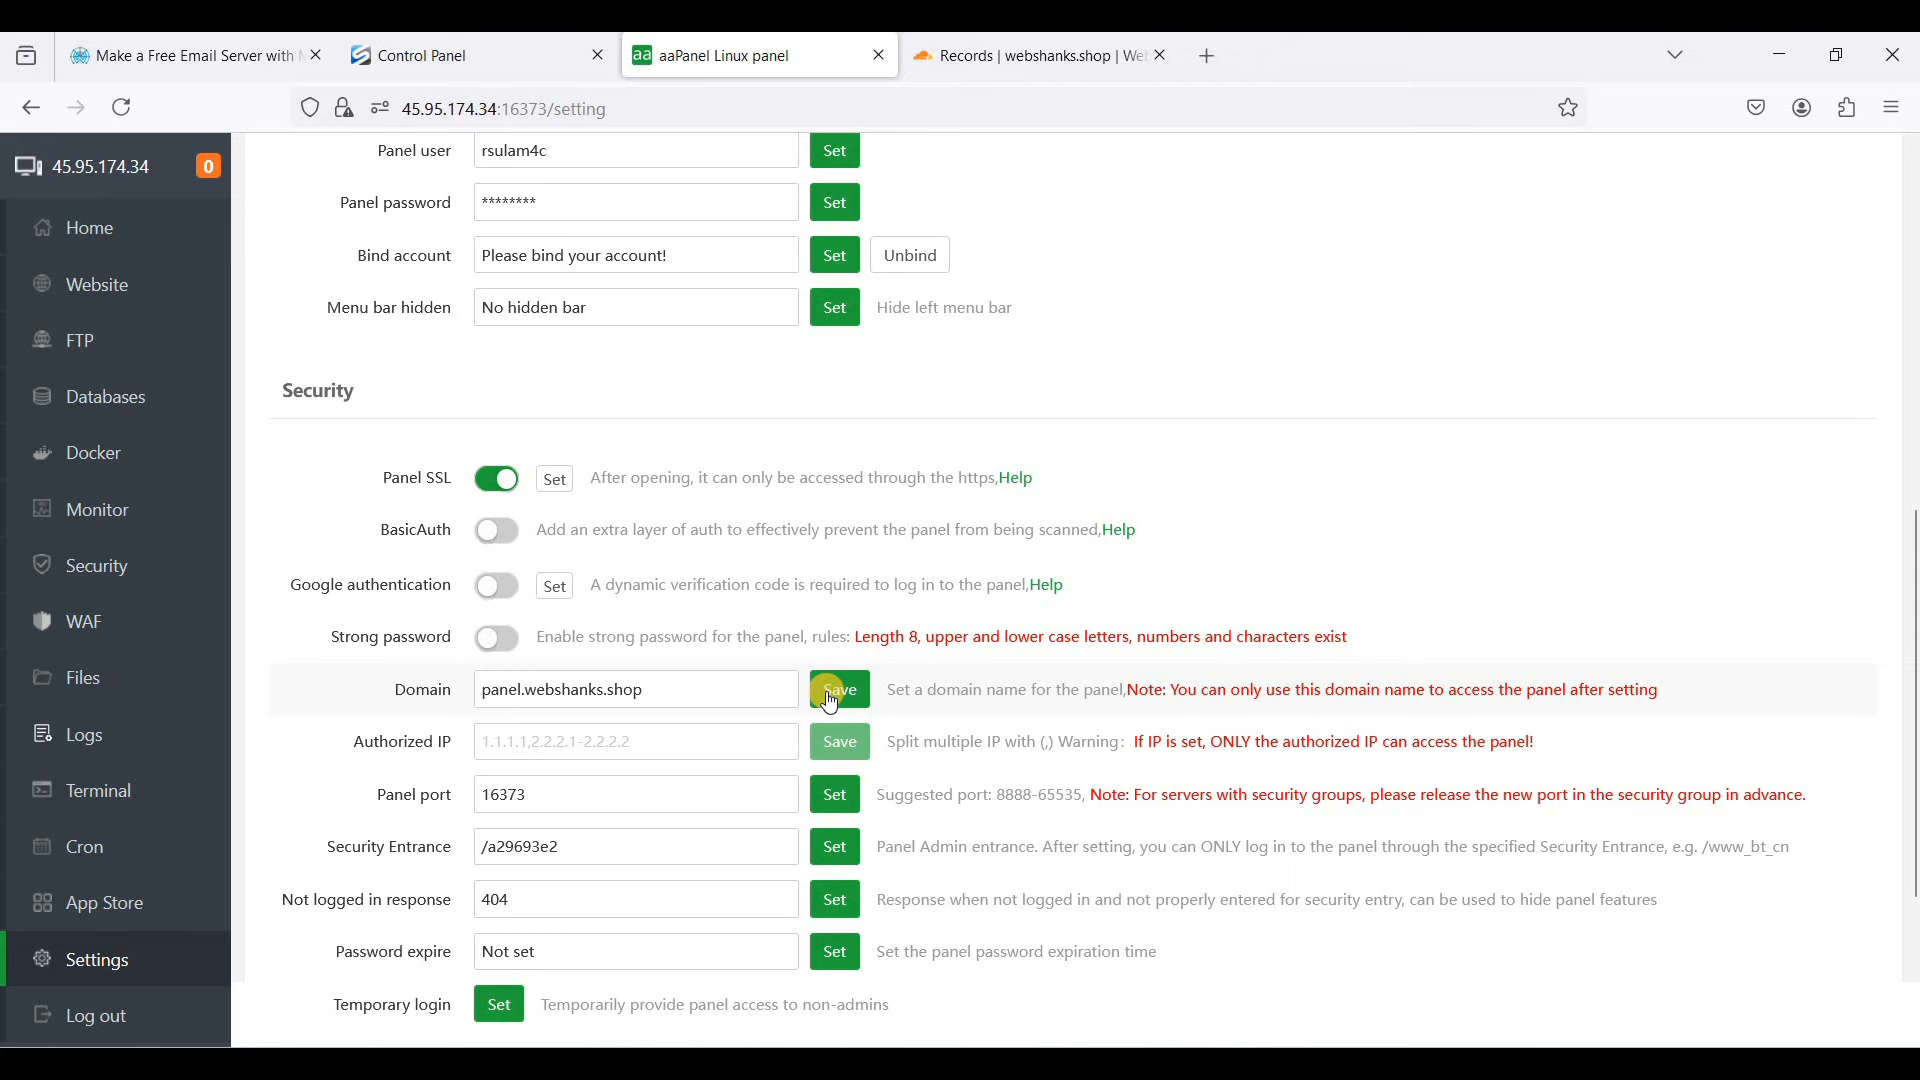 Make a Free Email Server with
Control Panel
aaPanel Linux panel
Records | webshanks.shop | We
45.95.174.34:16373/setting
45.95.174.34
0
Home
Website
FTP
Databases
Docker
Monitor
Security
WAF
Files
Logs
Terminal
Cron
App Store
Settings
Log out
Panel user rsulam4c Set
Panel password ******** Set
Bind account Please bind your account! Set Unbind
Menu bar hidden No hidden bar Set Hide left menu bar
Security
Panel SSL Set After opening, it can only be accessed through the https,Help
BasicAuth Add an extra layer of auth to effectively prevent the panel from being scanned,Help
Google authentication Set A dynamic verification code is required to log in to the panel,Help
Strong password Enable strong password for the panel, rules: Length 8, upper and lower case letters, numbers and characters exist
Domain panel.webshanks.shop Save Set a domain name for the panel,Note: You can only use this domain name to access the panel after setting
Authorized IP 1.1.1.1,2.2.2.1-2.2.2.2 Save Split multiple IP with (,) Warning: If IP is set, ONLY the authorized IP can access the panel!
Panel port 16373 Set Suggested port: 8888-65535, Note: For servers with security groups, please release the new port in the security group in advance.
Security Entrance /a29693e2 Set Panel Admin entrance. After setting, you can ONLY log in to the panel through the specified Security Entrance, e.g. /www_bt_cn
Not logged in response 404 Set Response when not logged in and not properly entered for security entry, can be used to hide panel features
Password expire Not set Set Set the panel password expiration time
Temporary login Set Temporarily provide panel access to non-admins